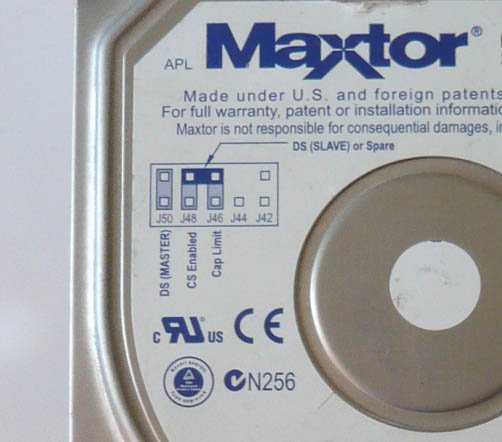 APL Maxtor®
Made under U.S. and foreign patents
For full warranty, patent or installation informatio
Maxtor is not responsible for consequential damages, i
DS (SLAVE) or Spare
J50 J48 J46 J44 J42
DS (MASTER)
CS Enabled
Cap Limit
c RU US CE
N256